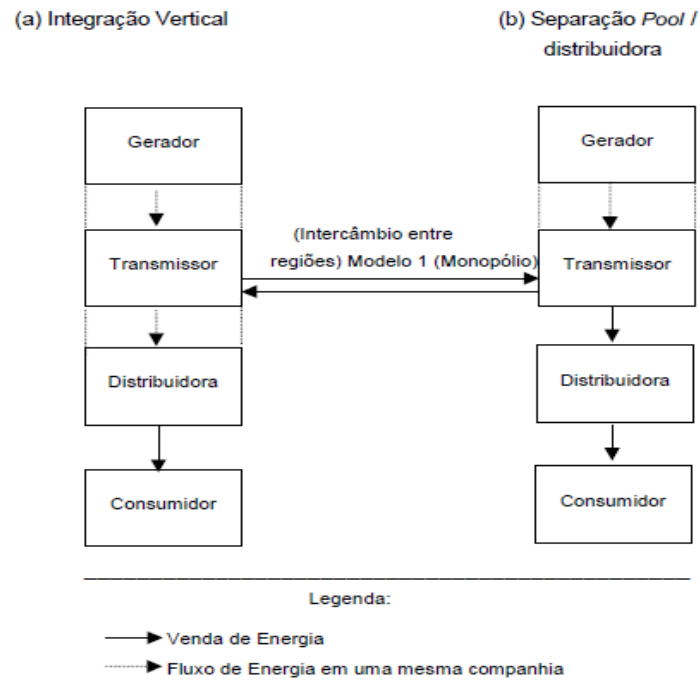 (a) Integração Vertical
(b) Separação Pool /
distribuidora
Gerador
Gerador
(Intercâmbio entre
regiões) Modelo 1 (Monopólio)
Transmissor
Transmissor
Distribuidora
Distribuidora
Consumidor
Consumidor
Legenda:
Venda de Energia
Fluxo de Energia em uma mesma companhia